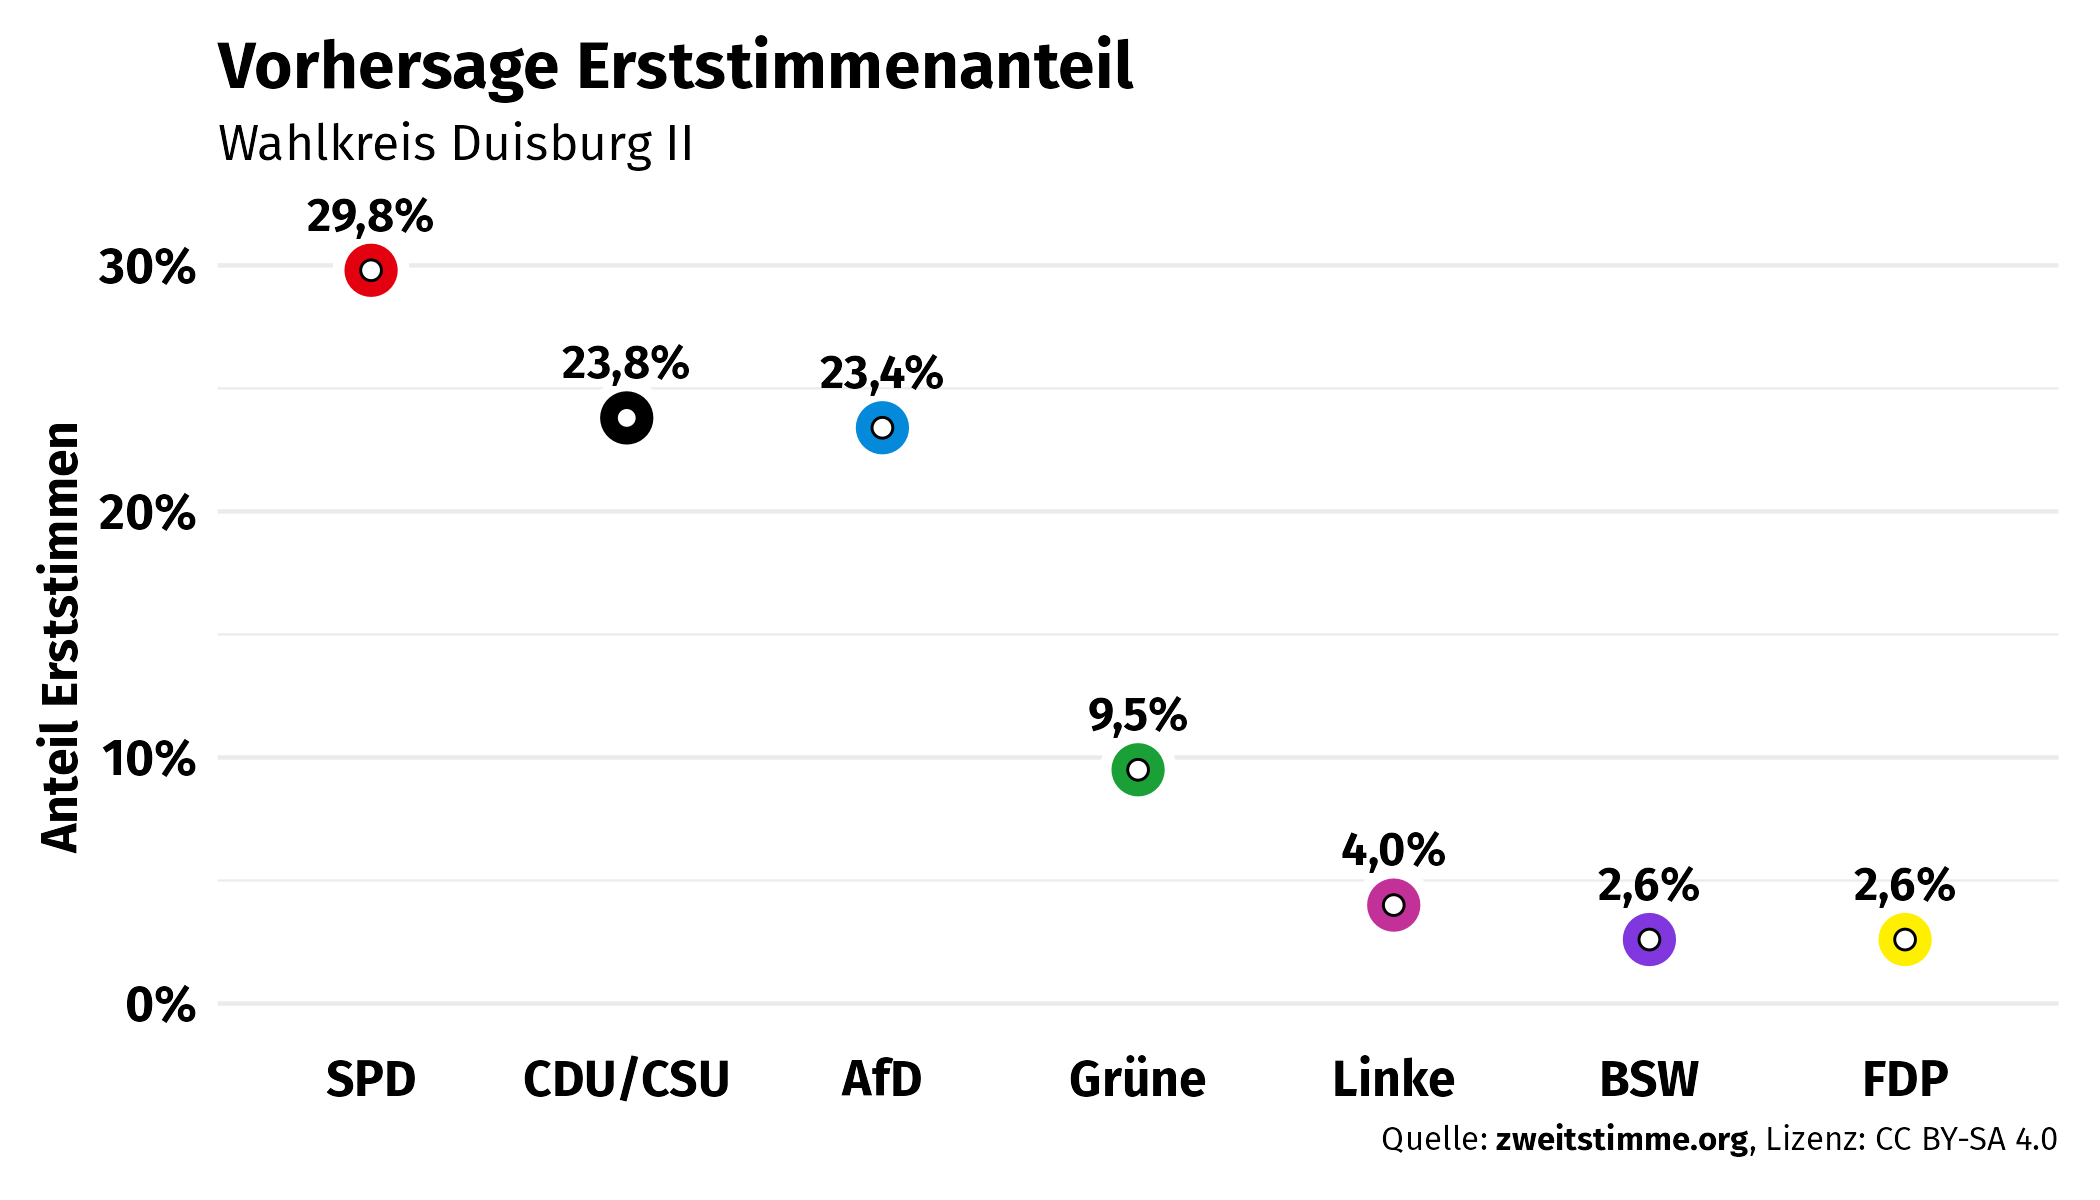 Vorhersage Erststimmenanteil
Wahlkreis Duisburg II
Anteil Erststimmen
30%
20%
10%
0%
29,8%
23,8%
23,4%
9,5%
4,0%
2,6%
2,6%
SPD
CDU/CSU
AfD
Grüne
Linke
BSW
FDP
Quelle: zweitstimme.org, Lizenz: CC BY-SA 4.0